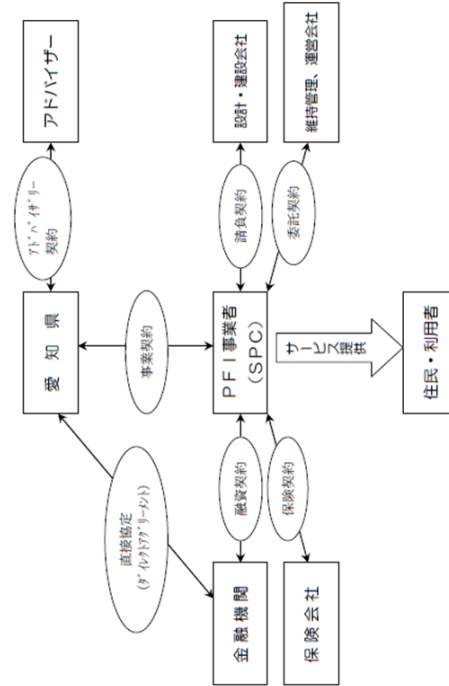 アドバイザー
ｱﾄﾞﾊﾞｲｻﾞﾘｰ
契約
愛知県
直接協定
(ﾀﾞｲﾚｸﾄｱｸﾞﾘｰﾒﾝﾄ)
事業契約
設計・建設会社
維持管理、運営会社
請負契約
委託契約
ＰＦＩ事業者
（ＳＰＣ）
融資契約
保険契約
金融機関
保険会社
サービス
提供
住民・利用者